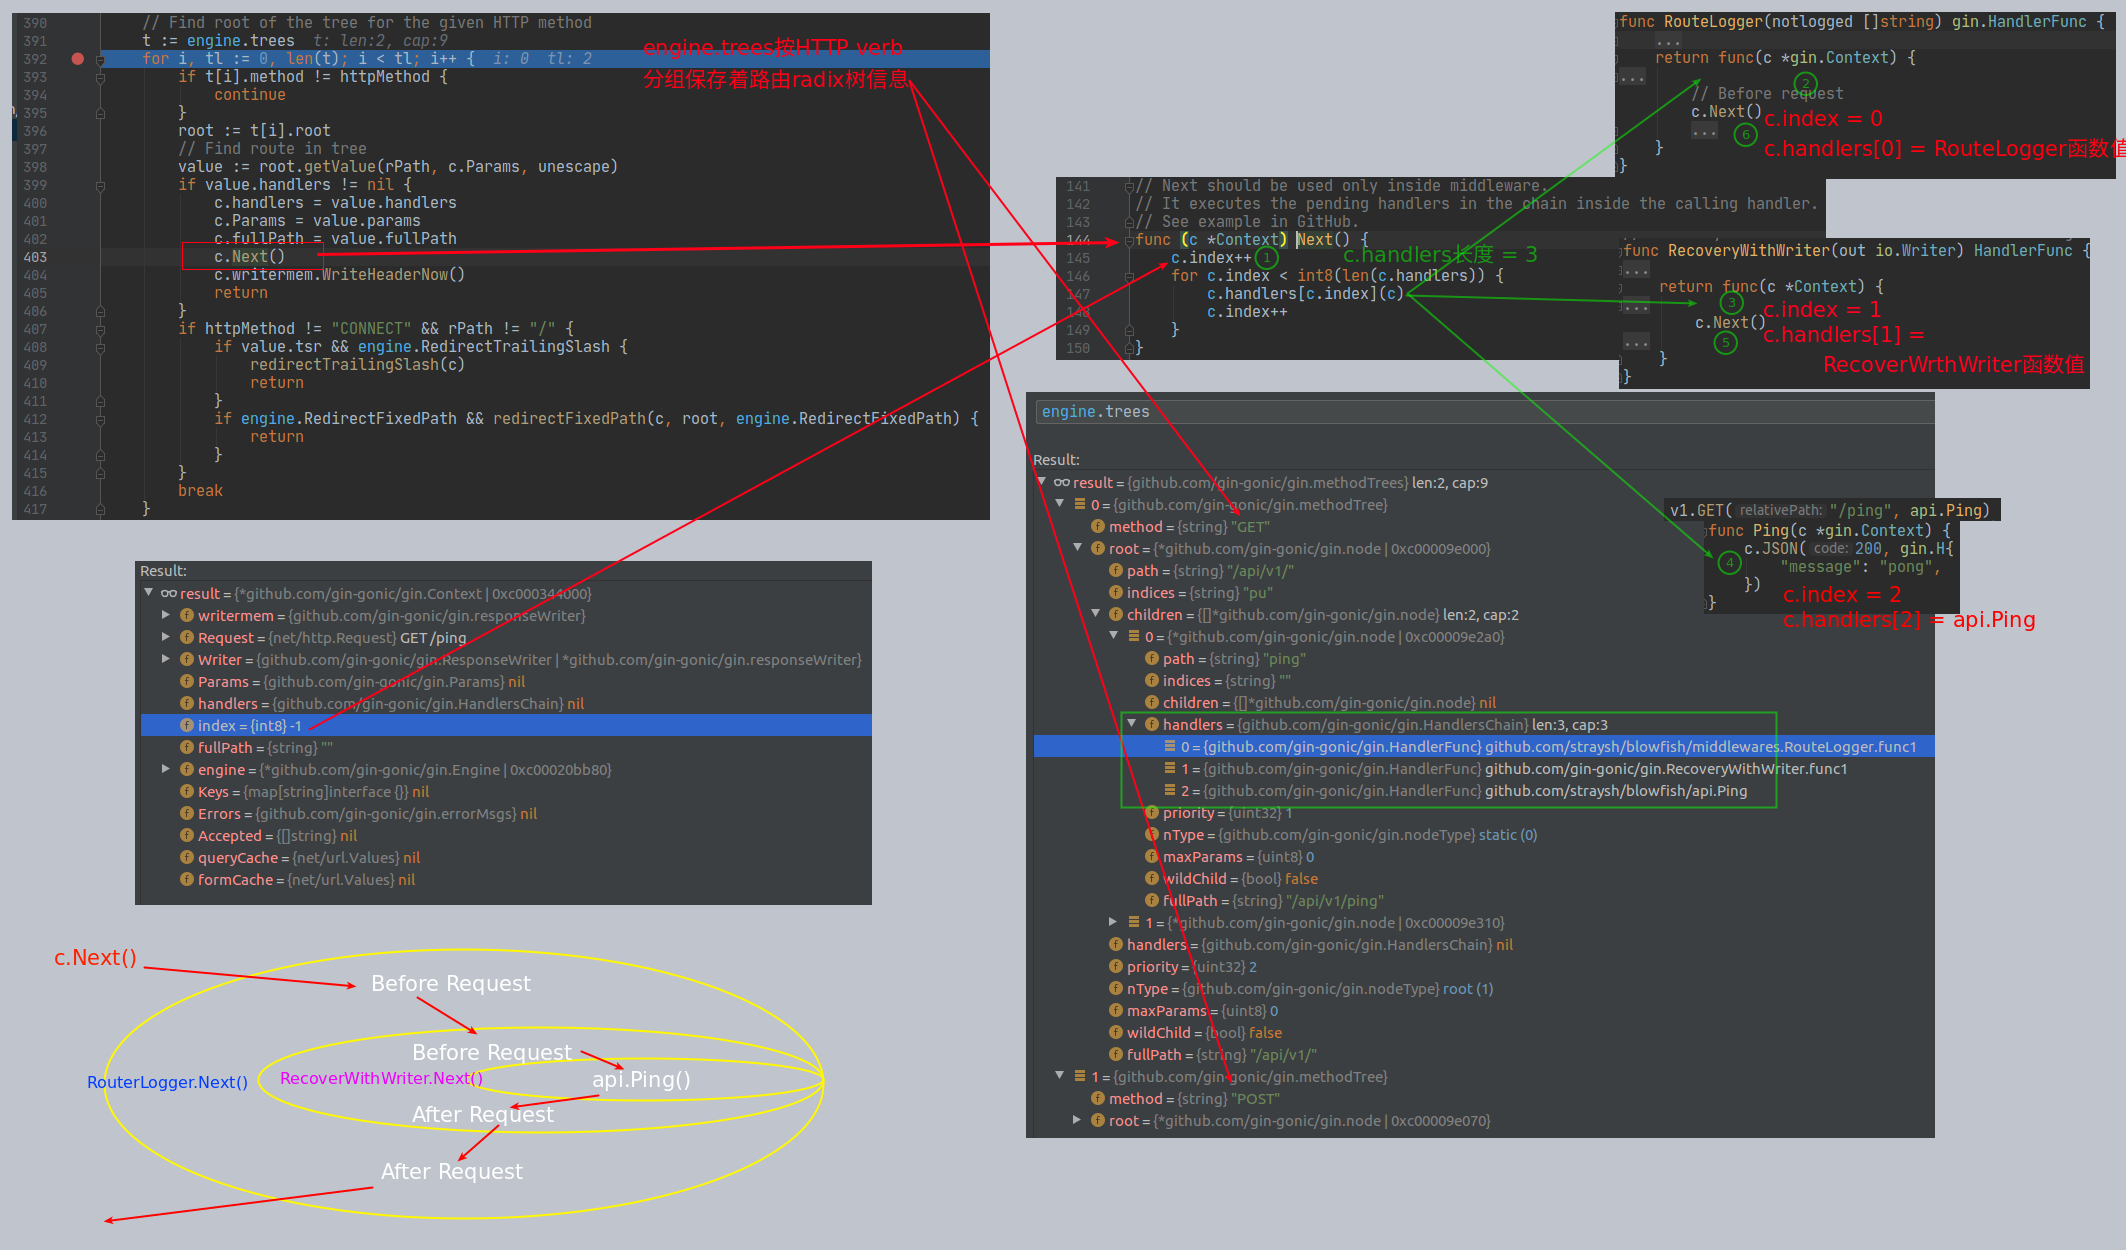 390 // Find root of the tree for the given HTTP method
391 t := engine.trees t: len:2, cap:9
392 for i, tl := 0, len(t); i < tl; i++ { i: 0 tl: 2
393 if t[i].method != httpMethod {
394 continue
395 }
396 root := t[i].root
397 // Find route in tree
398 value := root.getValue(rPath, c.Params, unescape)
399 if value.handlers != nil {
400 c.handlers = value.handlers
401 c.Params = value.params
402 c.fullPath = value.fullPath
403 c.Next()
404 c.writermem.WriteHeaderNow()
405 return
406 }
407 if httpMethod != "CONNECT" && rPath != "/" {
408 if value.tsr && engine.RedirectTrailingSlash {
409 redirectTrailingSlash(c)
410 return
411 }
412 if engine.RedirectFixedPath && redirectFixedPath(c, root, engine.RedirectFixedPath) {
413 return
414 }
415 }
416 break
417 }
engine.trees按HTTP verb
分组保存着路由radix树信息
func RouteLogger(notlogged []string) gin.HandlerFunc {
...
return func(c *gin.Context) {
...
2
// Before request
c.Next()
...
6
}
}
c.index = 0
c.handlers[0] = RouteLogger函数值
141 // Next should be used only inside middleware.
142 // It executes the pending handlers in the chain inside the calling handler.
143 // See example in GitHub.
144 func (c *Context) Next() {
145 c.index++ 1
146 for c.index < int8(len(c.handlers)) {
147 c.handlers[c.index](c)
148 c.index++
149 }
150 }
c.handlers长度 = 3
func RecoveryWithWriter(out io.Writer) HandlerFunc {
...
return func(c *Context) {
...
3
c.Next()
...
5
}
}
c.index = 1
c.handlers[1] =
RecoverWrthWriter函数值
engine.trees
Result:
result = {github.com/gin-gonic/gin.methodTrees} len:2, cap:9
0 = {github.com/gin-gonic/gin.methodTree}
method = {string} "GET"
root = {*github.com/gin-gonic/gin.node | 0xc00009e000}
path = {string} "/api/v1/"
indices = {string} "pu"
children = {[]*github.com/gin-gonic/gin.node} len:2, cap:2
0 = {*github.com/gin-gonic/gin.node | 0xc00009e2a0}
path = {string} "ping"
indices = {string} ""
children = {[]*github.com/gin-gonic/gin.node} nil
handlers = {github.com/gin-gonic/gin.HandlersChain} len:3, cap:3
0 = {github.com/gin-gonic/gin.HandlerFunc} github.com/straysh/blowfish/middlewares.RouteLogger.func1
1 = {github.com/gin-gonic/gin.HandlerFunc} github.com/gin-gonic/gin.RecoveryWithWriter.func1
2 = {github.com/gin-gonic/gin.HandlerFunc} github.com/straysh/blowfish/api.Ping
priority = {uint32} 1
nType = {github.com/gin-gonic/gin.nodeType} static (0)
maxParams = {uint8} 0
wildChild = {bool} false
fullPath = {string} "/api/v1/ping"
1 = {*github.com/gin-gonic/gin.node | 0xc00009e310}
handlers = {github.com/gin-gonic/gin.HandlersChain} nil
priority = {uint32} 2
nType = {github.com/gin-gonic/gin.nodeType} root (1)
maxParams = {uint8} 0
wildChild = {bool} false
fullPath = {string} "/api/v1/"
1 = {github.com/gin-gonic/gin.methodTree}
method = {string} "POST"
root = {*github.com/gin-gonic/gin.node | 0xc00009e070}
v1.GET( relativePath: "/ping", api.Ping)
func Ping(c *gin.Context) {
c.JSON( code: 200, gin.H{
4
"message": "pong",
})
}
c.index = 2
c.handlers[2] = api.Ping
Result:
result = {*github.com/gin-gonic/gin.Context | 0xc000344000}
writermem = {github.com/gin-gonic/gin.responseWriter}
Request = {net/http.Request} GET /ping
Writer = {github.com/gin-gonic/gin.ResponseWriter | *github.com/gin-gonic/gin.responseWriter}
Params = {github.com/gin-gonic/gin.Params} nil
handlers = {github.com/gin-gonic/gin.HandlersChain} nil
index = {int8} -1
fullPath = {string} ""
engine = {*github.com/gin-gonic/gin.Engine | 0xc00020bb80}
Keys = {map[string]interface {}} nil
Errors = {github.com/gin-gonic/gin.errorMsgs} nil
Accepted = {[]string} nil
queryCache = {net/url.Values} nil
formCache = {net/url.Values} nil
c.Next()
Before Request
Before Request
RouterLogger.Next()
RecoverWithWriter.Next()
api.Ping()
After Request
After Request